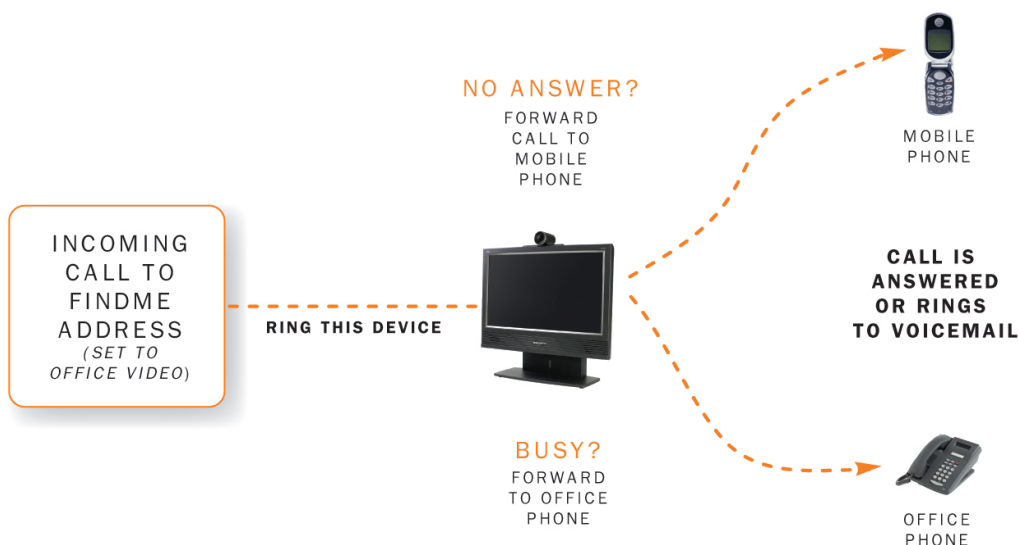 NO ANSWER?
FORWARD
CALL TO
MOBILE
PHONE
MOBILE
PHONE
INCOMING
CALL TO
FINDME
ADDRESS
(SET TO
OFFICE VIDEO)
RING THIS DEVICE
CALL IS
ANSWERED
OR RINGS
TO VOICEMAIL
BUSY?
FORWARD
TO OFFICE
PHONE
OFFICE
PHONE